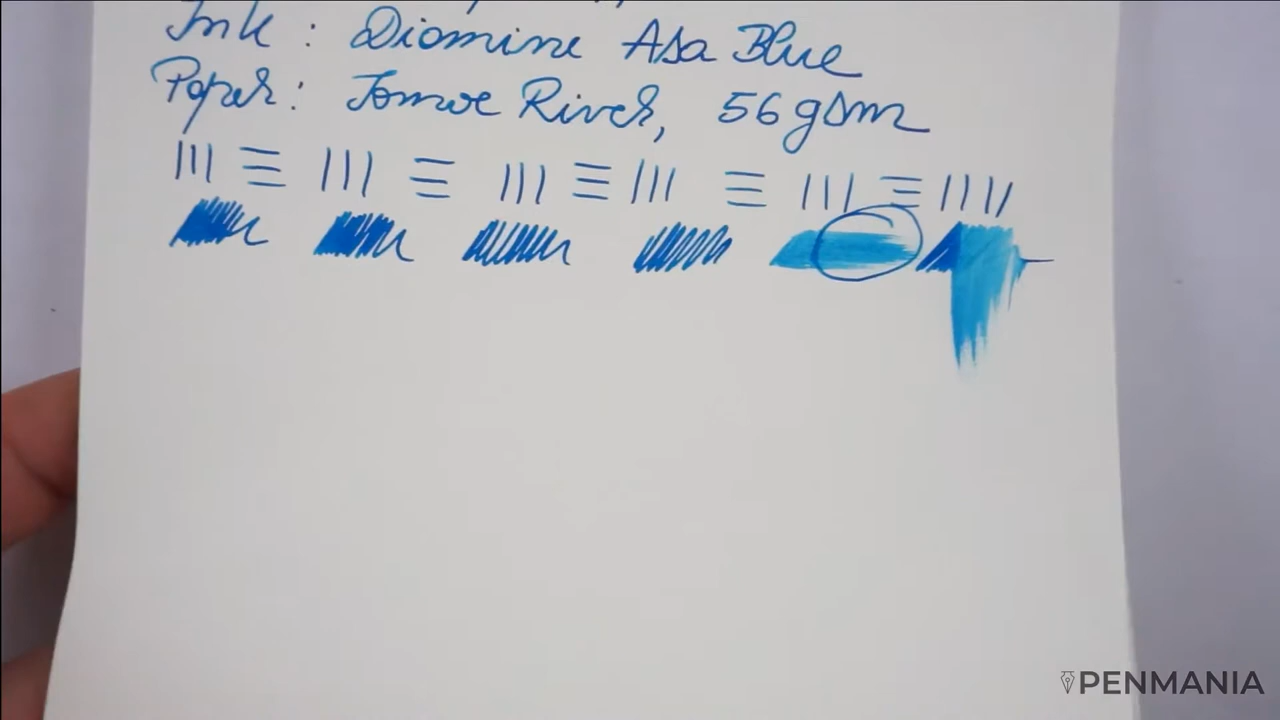 Ink : Diamine Asa Blue
Paper : Tomoe River, 56 gsm
PENMANIA